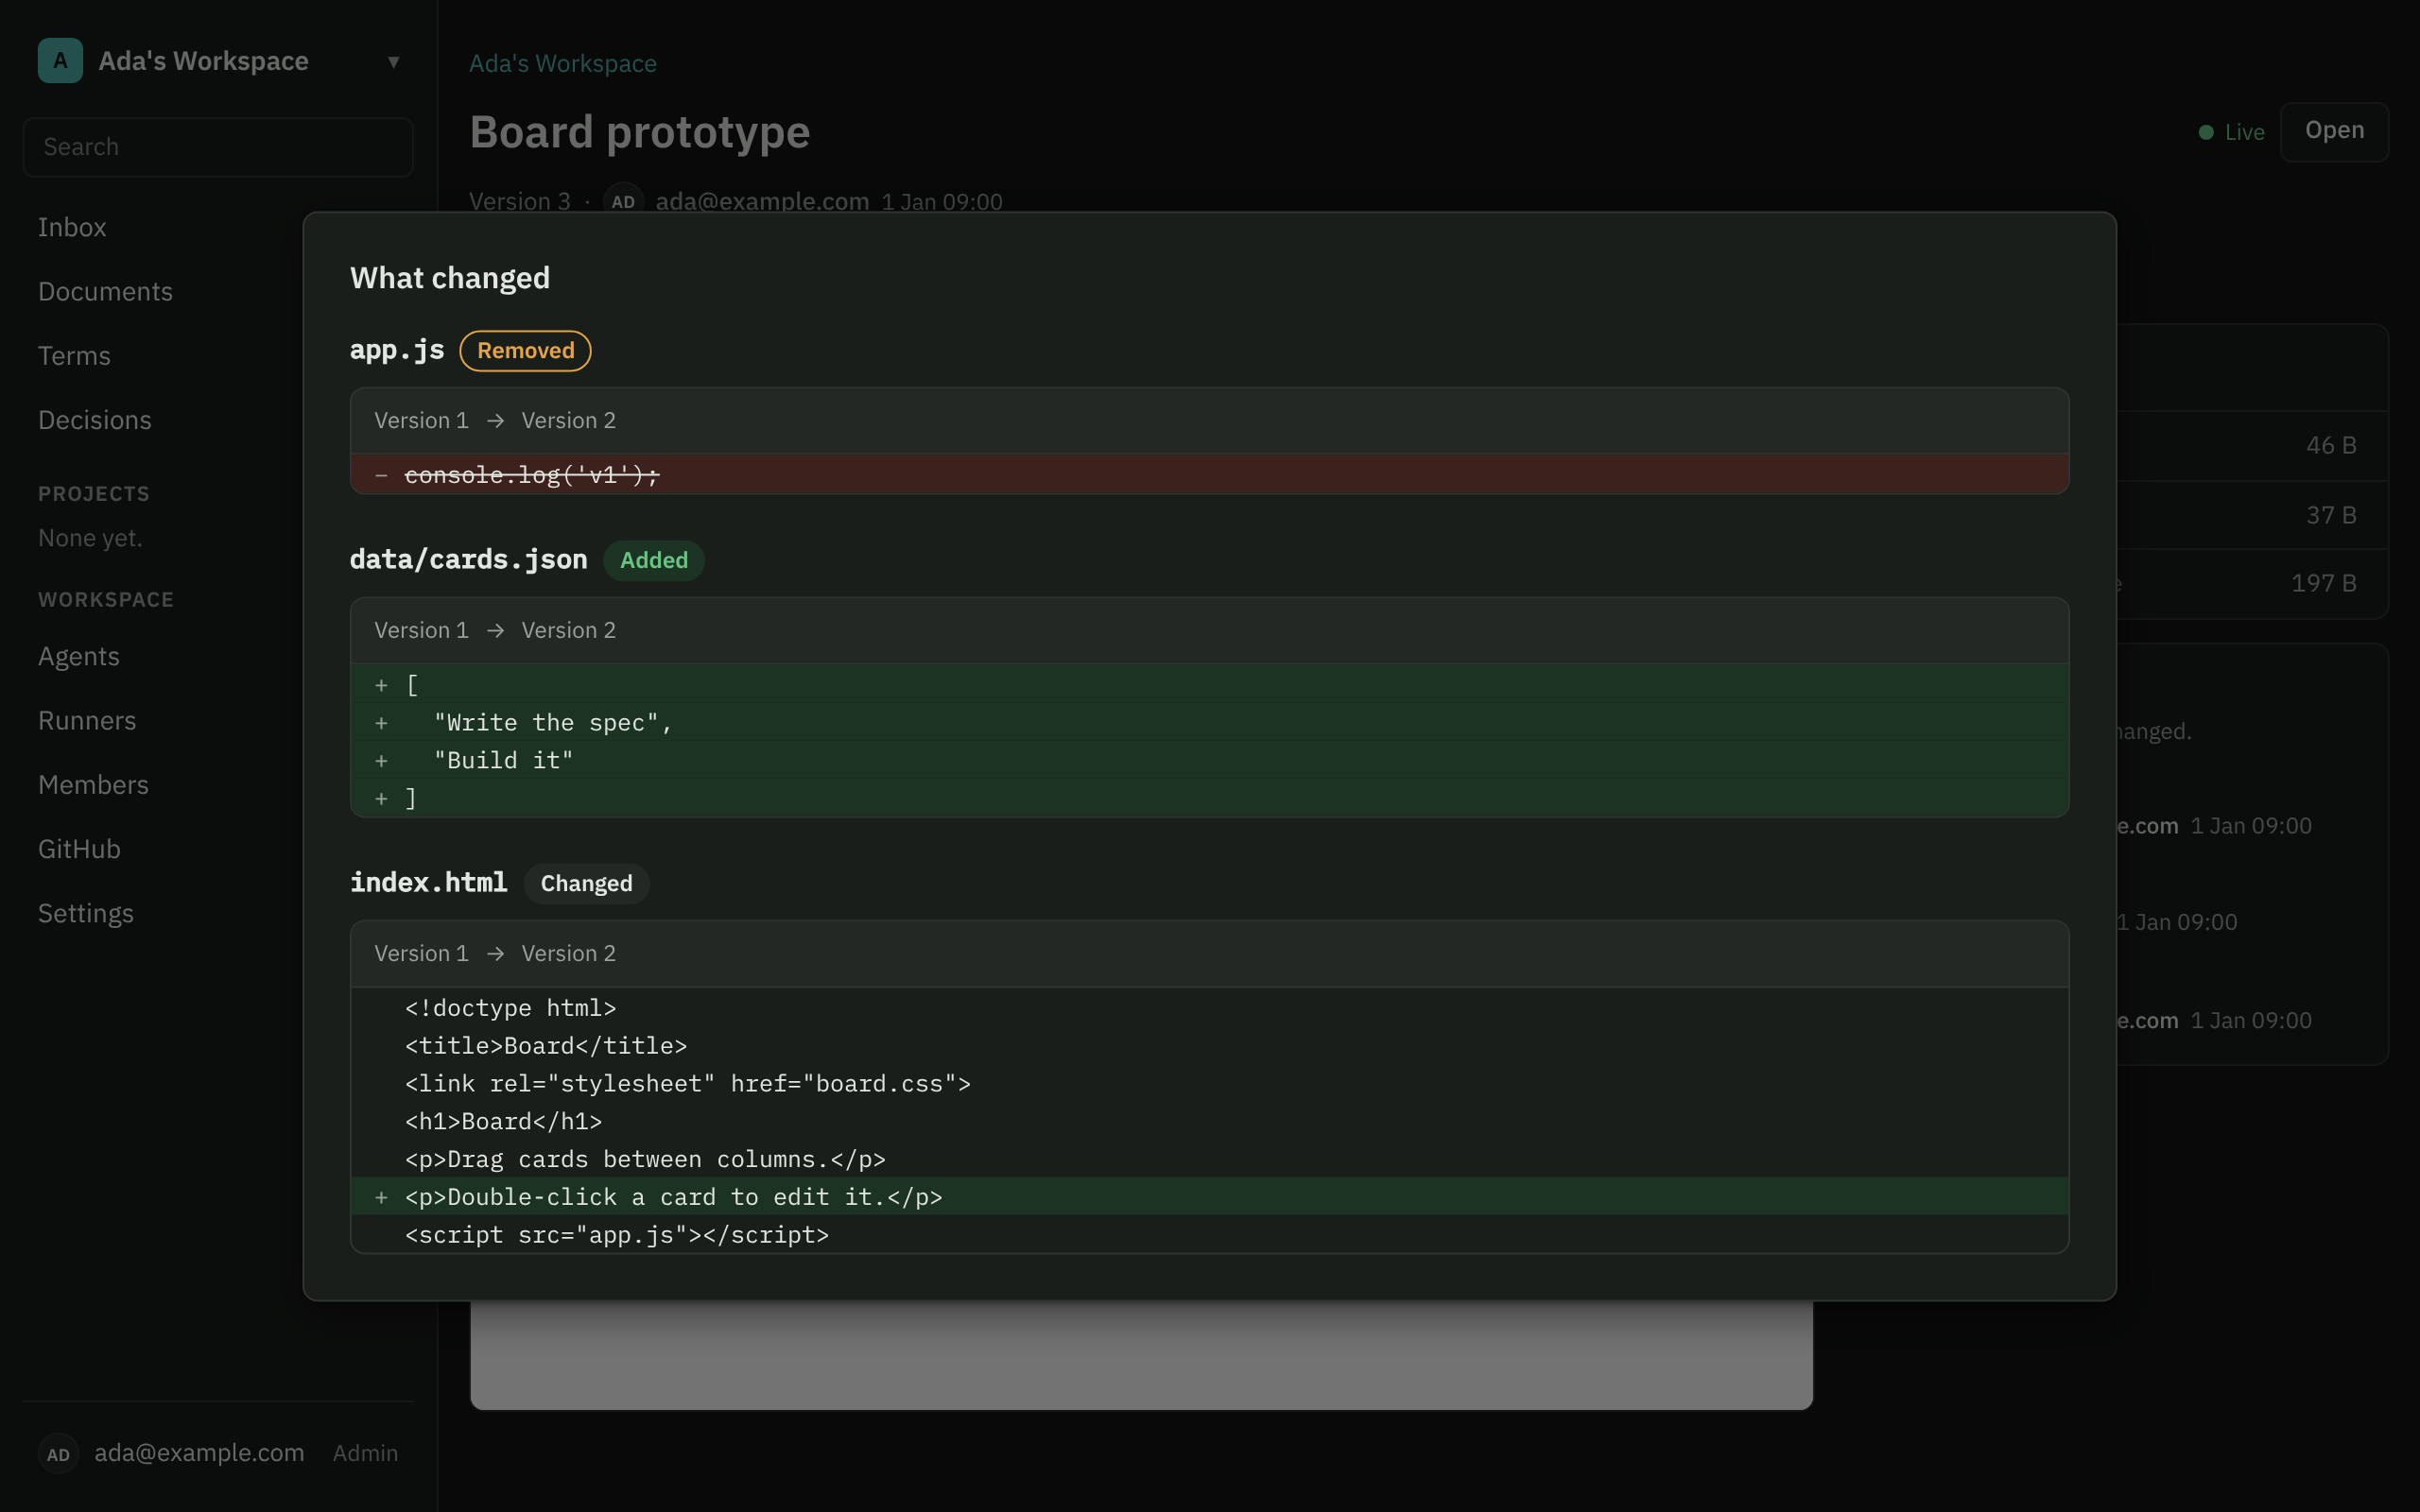 A Ada's Workspace ▼
Search
Inbox
Documents
Terms
Decisions
PROJECTS
None yet.
WORKSPACE
Agents
Runners
Members
GitHub
Settings
AD ada@example.com Admin
Ada's Workspace
Board prototype
Live Open
Version 3 · AD ada@example.com 1 Jan 09:00
What changed
app.js Removed
Version 1 → Version 2
− console.log('v1');
data/cards.json Added
Version 1 → Version 2
+ [
+   "Write the spec",
+   "Build it"
+ ]
index.html Changed
Version 1 → Version 2
<!doctype html>
<title>Board</title>
<link rel="stylesheet" href="board.css">
<h1>Board</h1>
<p>Drag cards between columns.</p>
+ <p>Double-click a card to edit it.</p>
<script src="app.js"></script>
46 B
37 B
197 B
1 Jan 09:00
1 Jan 09:00
1 Jan 09:00